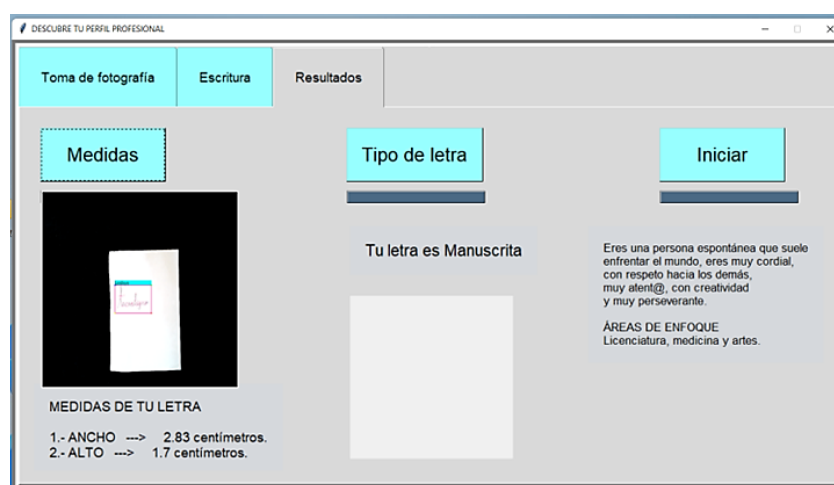 DESCUBRE TU PERFIL PROFESIONAL
Toma de fotografía
Escritura
Resultados
Medidas
Tipo de letra
Iniciar
MEDIDAS DE TU LETRA
1.- ANCHO ---> 2.83 centímetros.
2.- ALTO ---> 1.7 centímetros.
Tu letra es Manuscrita
Eres una persona espontánea que suele
enfrentar el mundo, eres muy cordial,
con respeto hacia los demás,
muy atent@, con creatividad
y muy perseverante.
ÁREAS DE ENFOQUE
Licenciatura, medicina y artes.